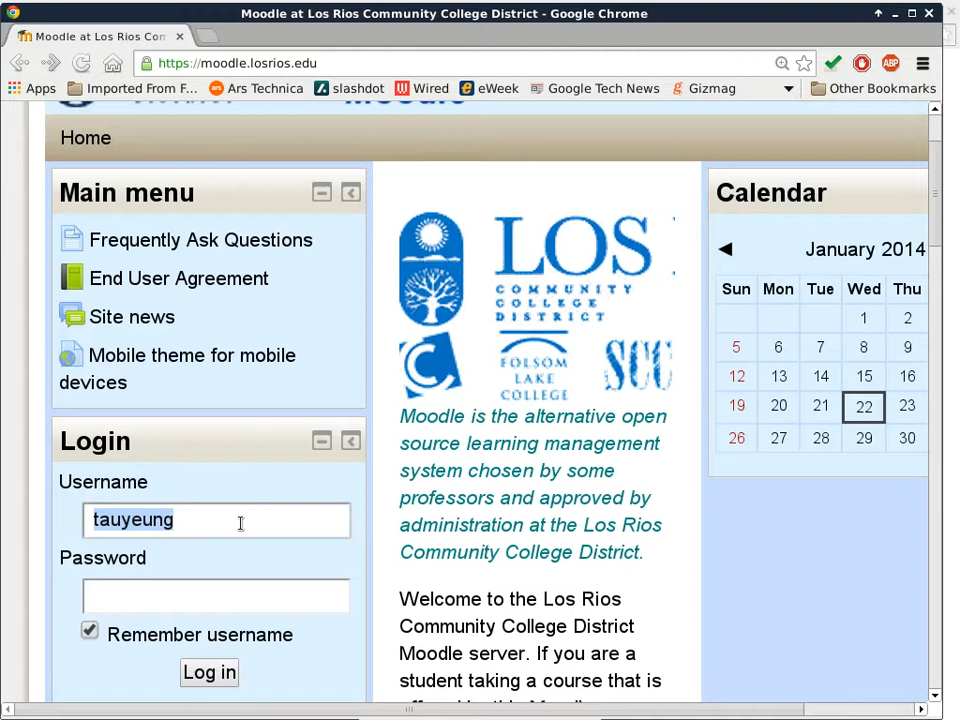 Moodle at Los Rios Community College District - Google Chrome
Moodle at Los Rios Com
https://moodle.losrios.edu
ABP
Apps Imported From F... Ars Technica slashdot Wired eWeek Google Tech News Gizmag Other Bookmarks
Home
Main menu
Frequently Ask Questions
End User Agreement
Site news
Mobile theme for mobile
devices
Login
Username
tauyeung
Password
Remember username
Log in
LOS
COMMUNITY
COLLEGE
DISTRICT
FOLSOM
LAKE
COLLEGE
SCC
Moodle is the alternative open
source learning management
system chosen by some
professors and approved by
administration at the Los Rios
Community College District.
Welcome to the Los Rios
Community College District
Moodle server. If you are a
student taking a course that is
Calendar
January 2014
Sun Mon Tue Wed Thu
1 2
5 6 7 8 9
12 13 14 15 16
19 20 21 22 23
26 27 28 29 30